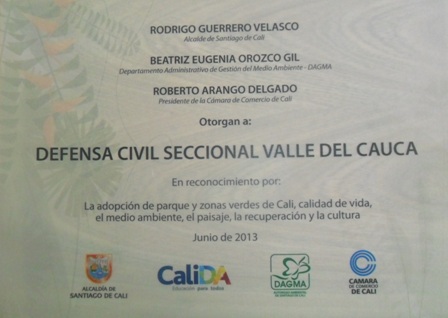 RODRIGO GUERRERO VELASCO
Alcalde de Santiago de Cali
BEATRIZ EUGENIA OROZCO GIL
Departamento Administrativo de Gestión del Medio Ambiente - DAGMA
ROBERTO ARANGO DELGADO
Presidente de la Cámara de Comercio de Cali
Otorgan a:
DEFENSA CIVIL SECCIONAL VALLE DEL CAUCA
En reconocimiento por:
La adopción de parque y zonas verdes de Cali, calidad de vida,
el medio ambiente, el paisaje, la recuperación y la cultura
Junio de 2013
ALCALDÍA DE
SANTIAGO DE CALI
CaliDA
Educación para todos
DAGMA
CAMARA
DE COMERCIO
DE CALI